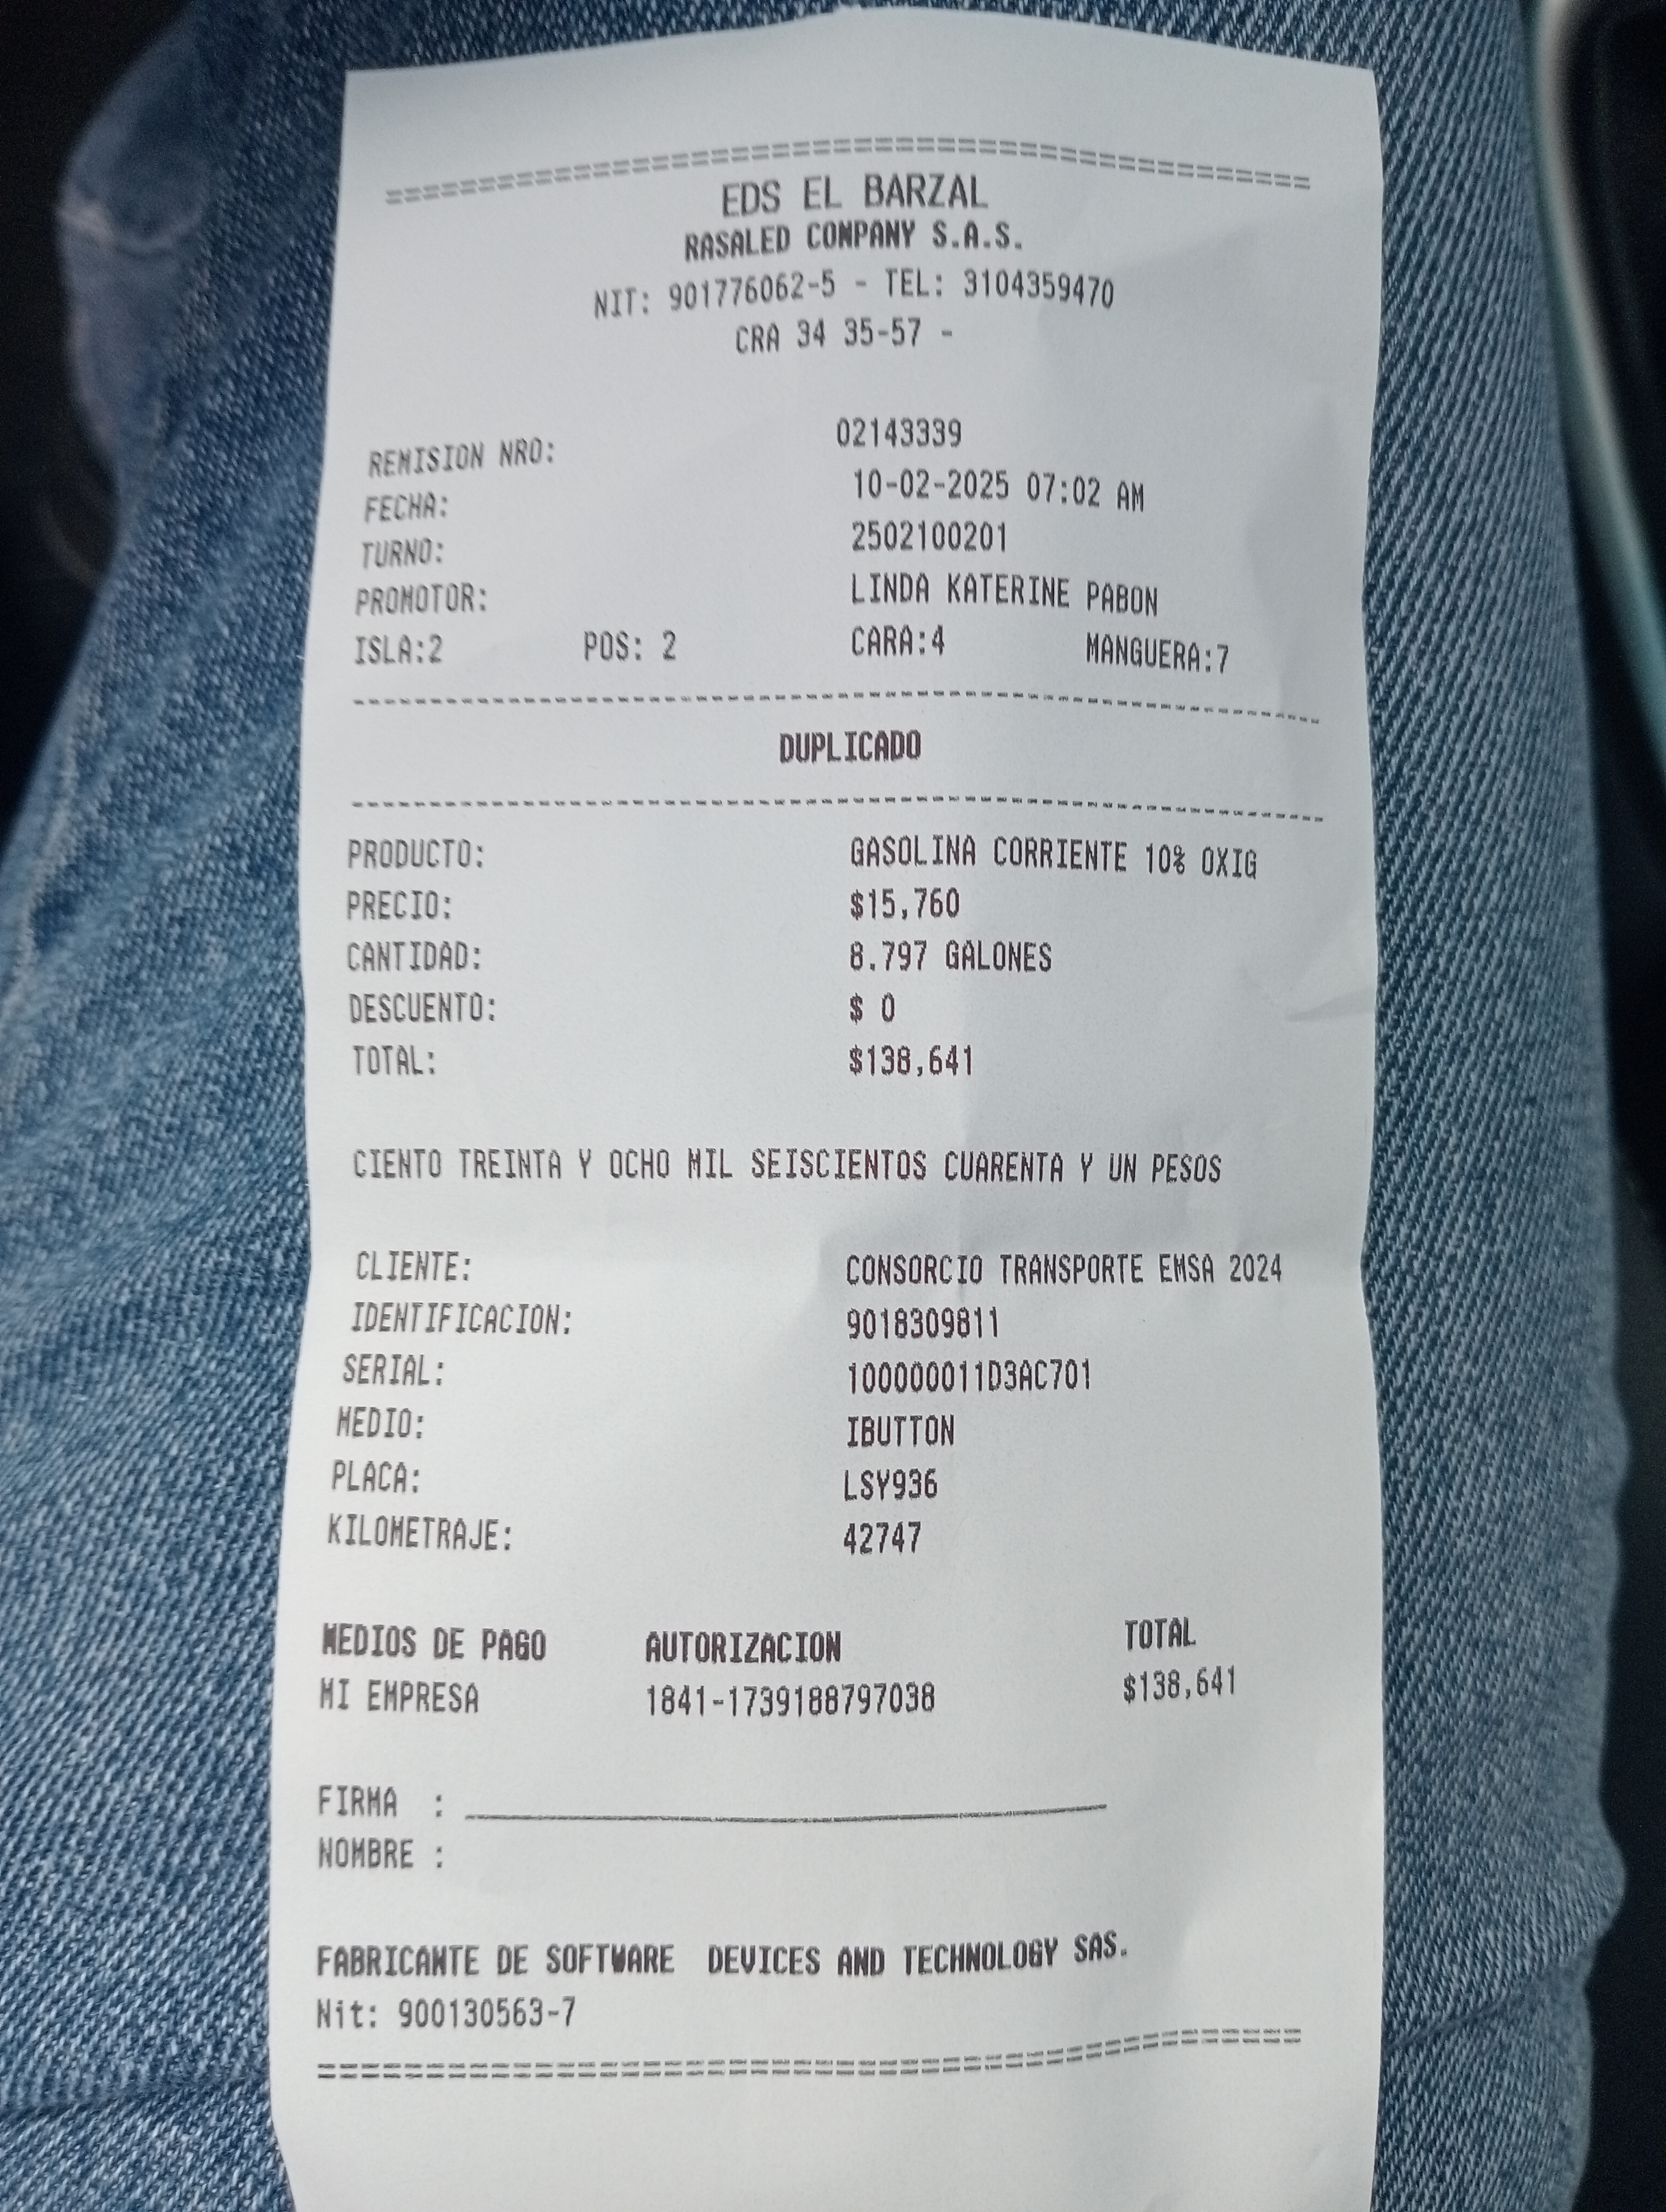 EDS EL BARZAL
RASALED COMPANY S.A.S.
NIT: 901776062-5 - TEL: 3104359470
CRA 34 35-57 -
REMISION NRO: 02143339
FECHA: 10-02-2025 07:02 AM
TURNO: 2502100201
PROMOTOR: LINDA KATERINE PABON
ISLA:2 POS: 2 CARA:4 MANGUERA:7
DUPLICADO
PRODUCTO: GASOLINA CORRIENTE 10% OXIG
PRECIO: $15,760
CANTIDAD: 8.797 GALONES
DESCUENTO: $ 0
TOTAL: $138,641
CIENTO TREINTA Y OCHO MIL SEISCIENTOS CUARENTA Y UN PESOS
CLIENTE: CONSORCIO TRANSPORTE EMSA 2024
IDENTIFICACION: 9018309811
SERIAL: 100000011D3AC701
MEDIO: IBUTTON
PLACA: LSY936
KILOMETRAJE: 42747
MEDIOS DE PAGO AUTORIZACION TOTAL
MI EMPRESA 1841-1739188797038 $138,641
FIRMA :
NOMBRE :
FABRICANTE DE SOFTWARE DEVICES AND TECHNOLOGY SAS.
Nit: 900130563-7